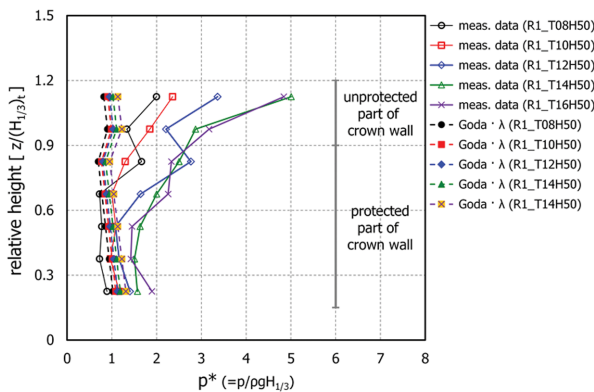 relative height [ z/(H1/3)t ]
1.5
1.2
0.9
0.6
0.3
0
0 1 2 3 4 5 6 7 8
p* (=p/ρgH1/3)
unprotected
part of
crown wall
protected
part of
crown wall
meas. data (R1_T08H50)
meas. data (R1_T10H50)
meas. data (R1_T12H50)
meas. data (R1_T14H50)
meas. data (R1_T16H50)
Goda · λ (R1_T08H50)
Goda · λ (R1_T10H50)
Goda · λ (R1_T12H50)
Goda · λ (R1_T14H50)
Goda · λ (R1_T14H50)